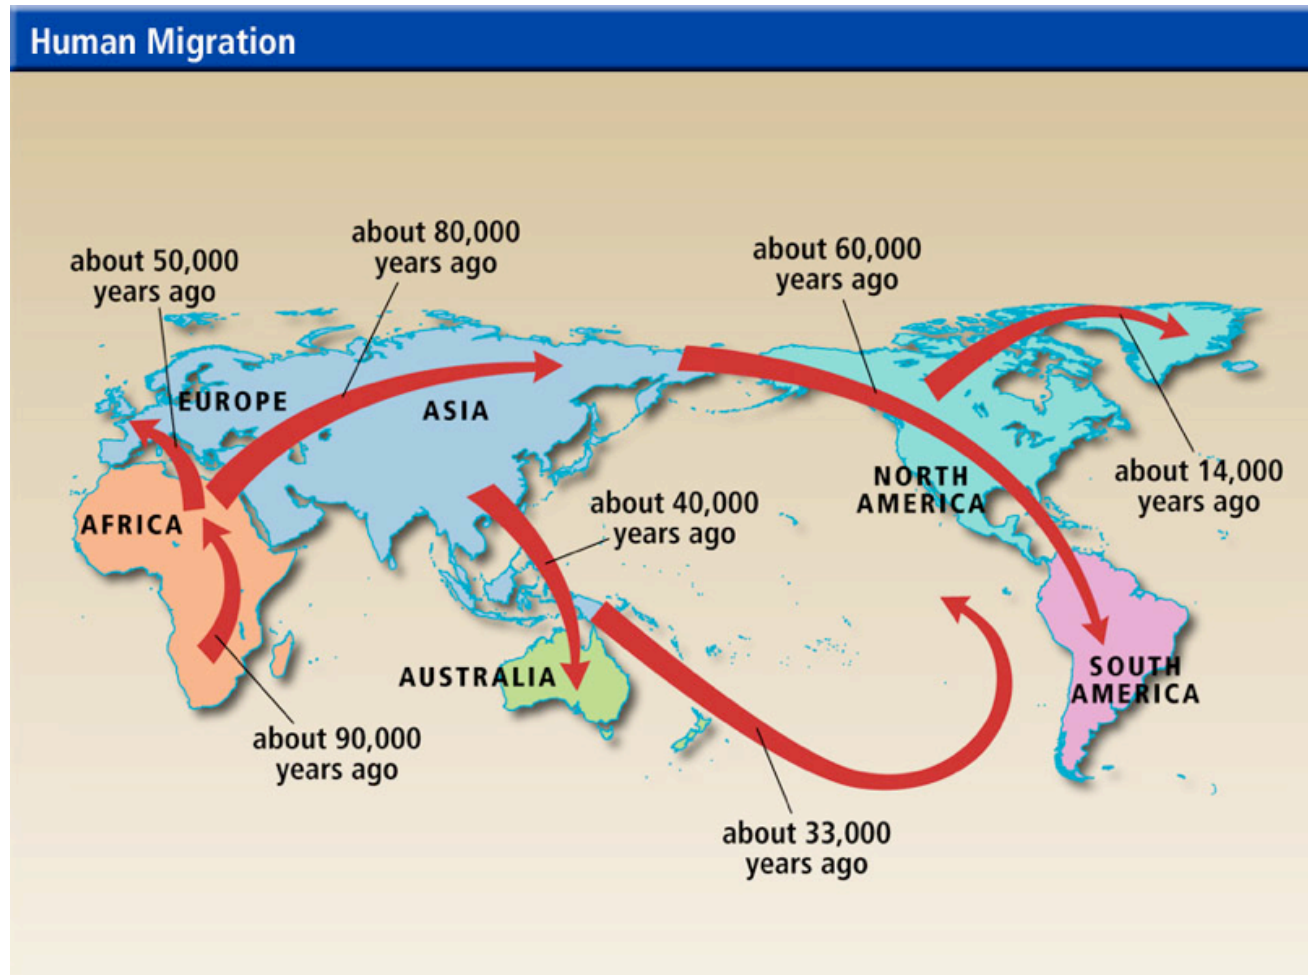 Human Migration
about 50,000
years ago
about 80,000
years ago
about 60,000
years ago
EUROPE
ASIA
NORTH
AMERICA
about 14,000
years ago
about 40,000
years ago
AFRICA
AUSTRALIA
SOUTH
AMERICA
about 90,000
years ago
about 33,000
years ago